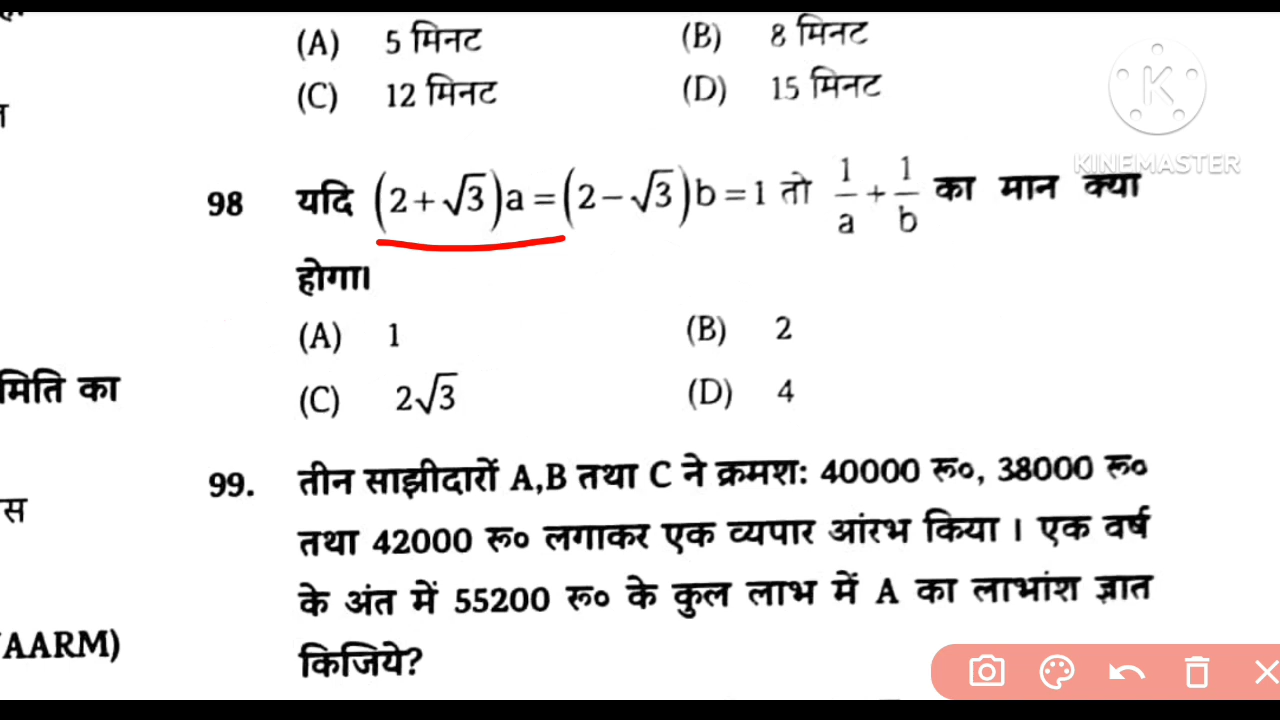 (A) 5 मिनट (B) 8 मिनट
(C) 12 मिनट (D) 15 मिनट
KINEMASTER
98 यदि (2+√3)a=(2−√3)b=1 तो 1/a + 1/b का मान क्या
होगा।
(A) 1 (B) 2
(C) 2√3 (D) 4
मिति का
99. तीन साझीदारों A,B तथा C ने क्रमश: 40000 रू०, 38000 रू०
स
तथा 42000 रू० लगाकर एक व्यपार आंरभ किया । एक वर्ष
के अंत में 55200 रू० के कुल लाभ में A का लाभांश ज्ञात
AARM)
किजिये?